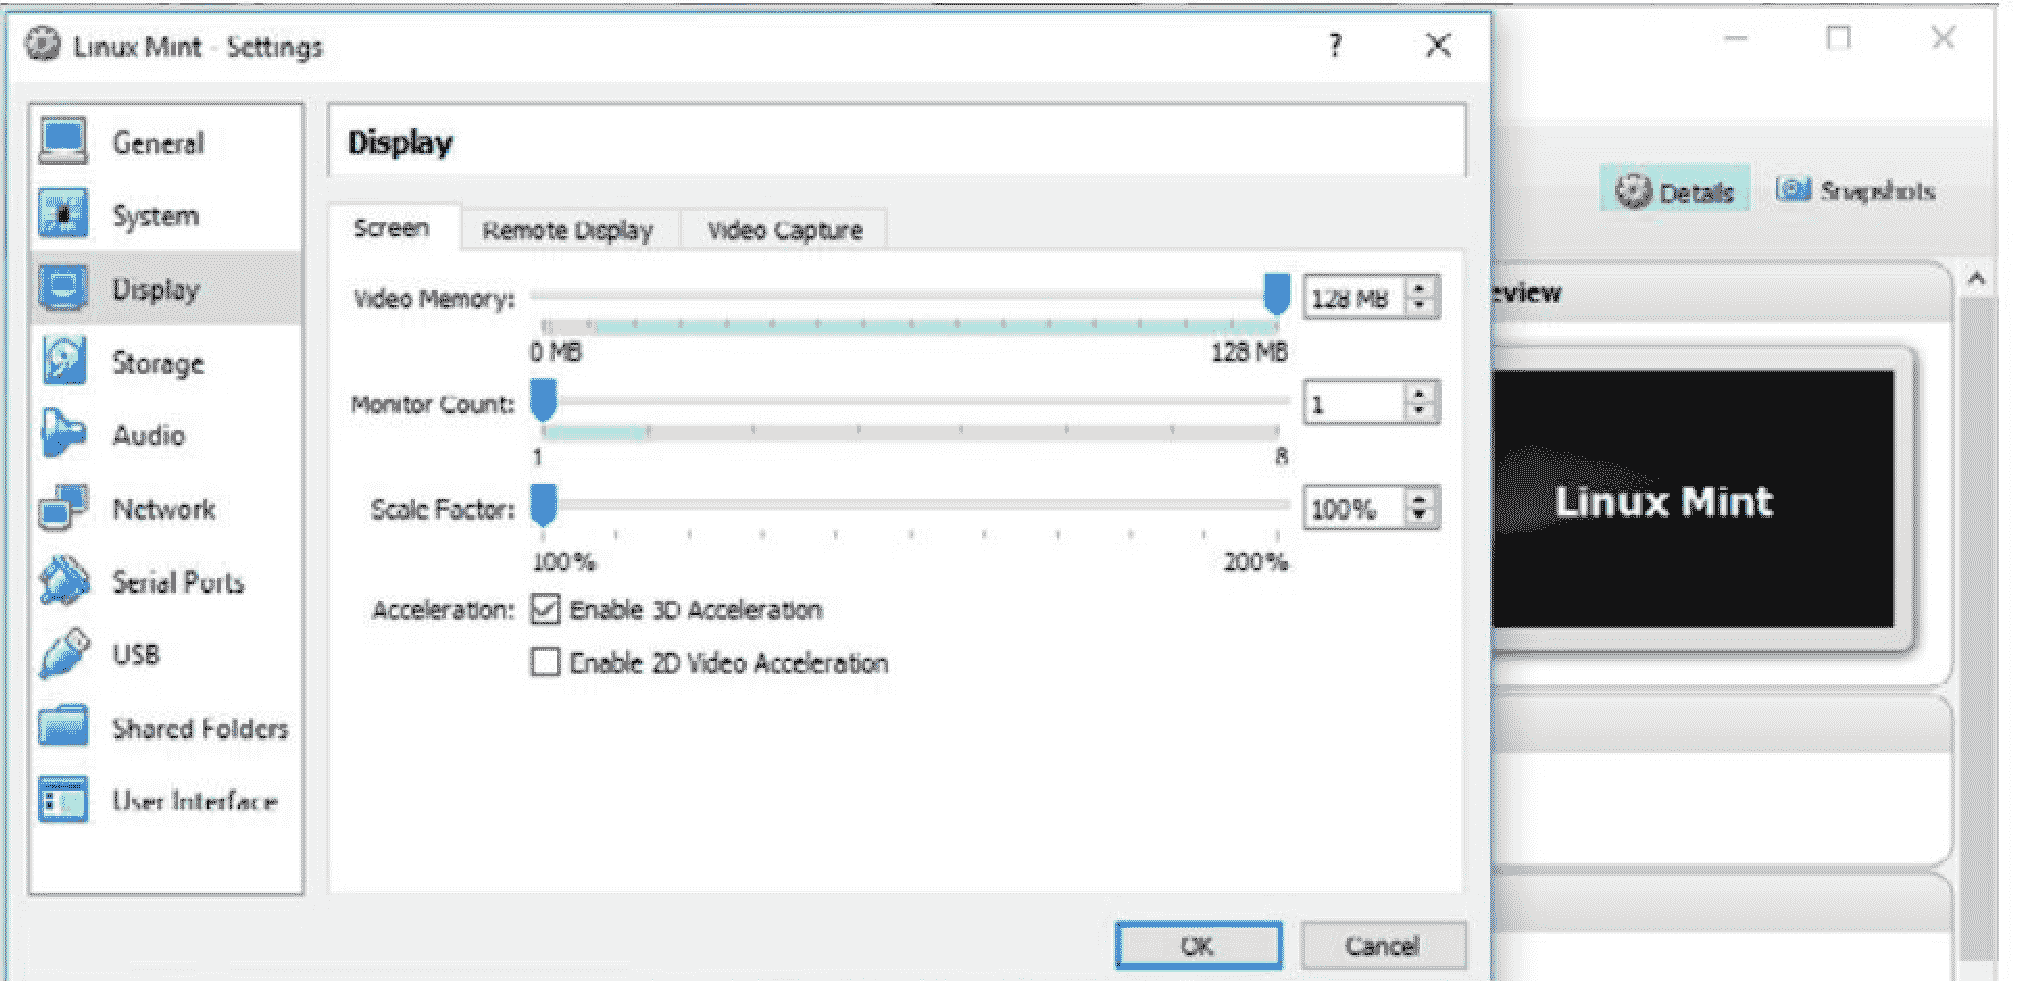 Linux Mint - Settings
?
General
System
Display
Storage
Audio
Network
Serial Ports
USB
Shared Folders
User Interface
Display
Screen Remote Display Video Capture
Video Memory: 128 MB
0 MB 128 MB
Monitor Count: 1
1 8
Scale Factor: 100%
100% 200%
Acceleration: Enable 3D Acceleration
Enable 2D Video Acceleration
OK Cancel
Details Snapshots
eview
Linux Mint